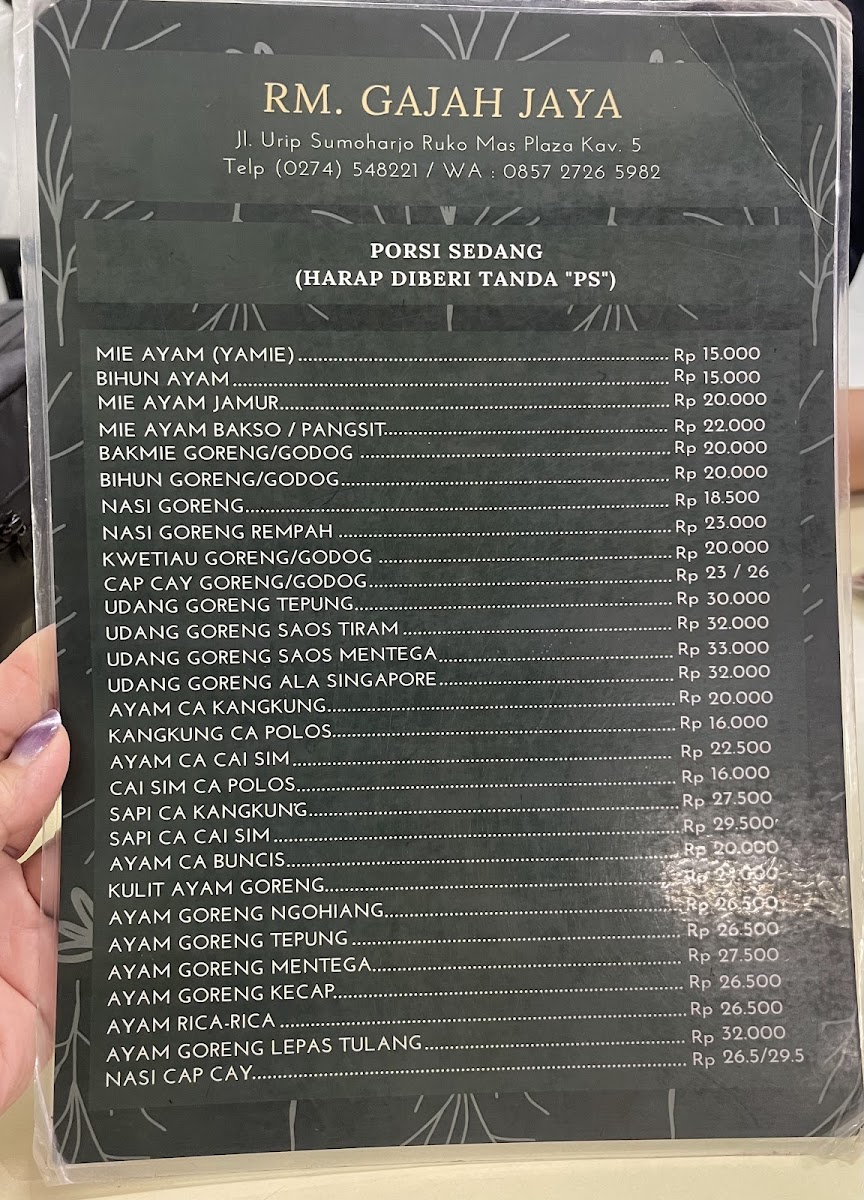 RM. GAJAH JAYA
Jl. Urip Sumoharjo Ruko Mas Plaza Kav. 5
Telp (0274) 548221 / WA : 0857 2726 5982
PORSI SEDANG
(HARAP DIBERI TANDA "PS")
MIE AYAM (YAMIE) Rp 15.000
BIHUN AYAM Rp 15.000
MIE AYAM JAMUR Rp 20.000
MIE AYAM BAKSO / PANGSIT Rp 22.000
BAKMIE GORENG/GODOG Rp 20.000
BIHUN GORENG/GODOG Rp 20.000
NASI GORENG Rp 18.500
NASI GORENG REMPAH Rp 23.000
KWETIAU GORENG/GODOG Rp 20.000
CAP CAY GORENG/GODOG Rp 23 / 26
UDANG GORENG TEPUNG Rp 30.000
UDANG GORENG SAOS TIRAM Rp 32.000
UDANG GORENG SAOS MENTEGA Rp 33.000
UDANG GORENG ALA SINGAPORE Rp 32.000
AYAM CA KANGKUNG Rp 20.000
KANGKUNG CA POLOS Rp 16.000
AYAM CA CAI SIM Rp 22.500
CAI SIM CA POLOS Rp 16.000
SAPI CA KANGKUNG Rp 27.500
SAPI CA CAI SIM Rp 29.500
AYAM CA BUNCIS Rp 20.000
KULIT AYAM GORENG Rp
AYAM GORENG NGOHIANG Rp 26.500
AYAM GORENG TEPUNG Rp 26.500
AYAM GORENG MENTEGA Rp 27.500
AYAM GORENG KECAP Rp 26.500
AYAM RICA-RICA Rp 26.500
AYAM GORENG LEPAS TULANG Rp 32.000
NASI CAP CAY Rp 26.5/29.5